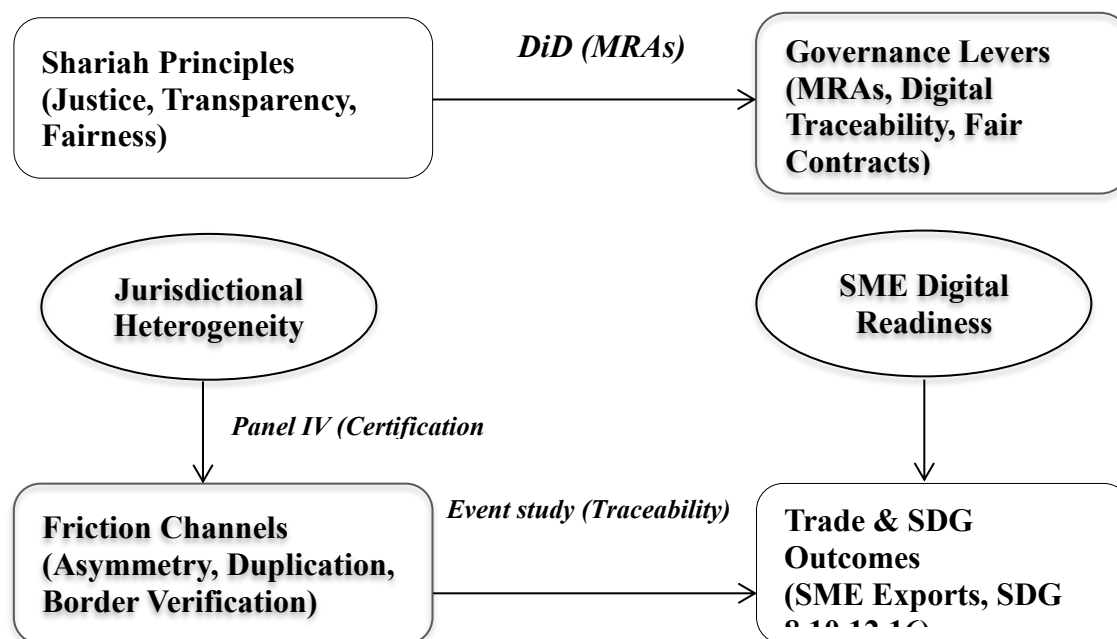 Shariah Principles
(Justice, Transparency,
Fairness)
DiD (MRAs)
Governance Levers
(MRAs, Digital
Traceability, Fair
Contracts)
Jurisdictional
Heterogeneity
SME Digital
Readiness
Panel IV (Certification
Friction Channels
(Asymmetry, Duplication,
Border Verification)
Event study (Traceability)
Trade & SDG
Outcomes
(SME Exports, SDG